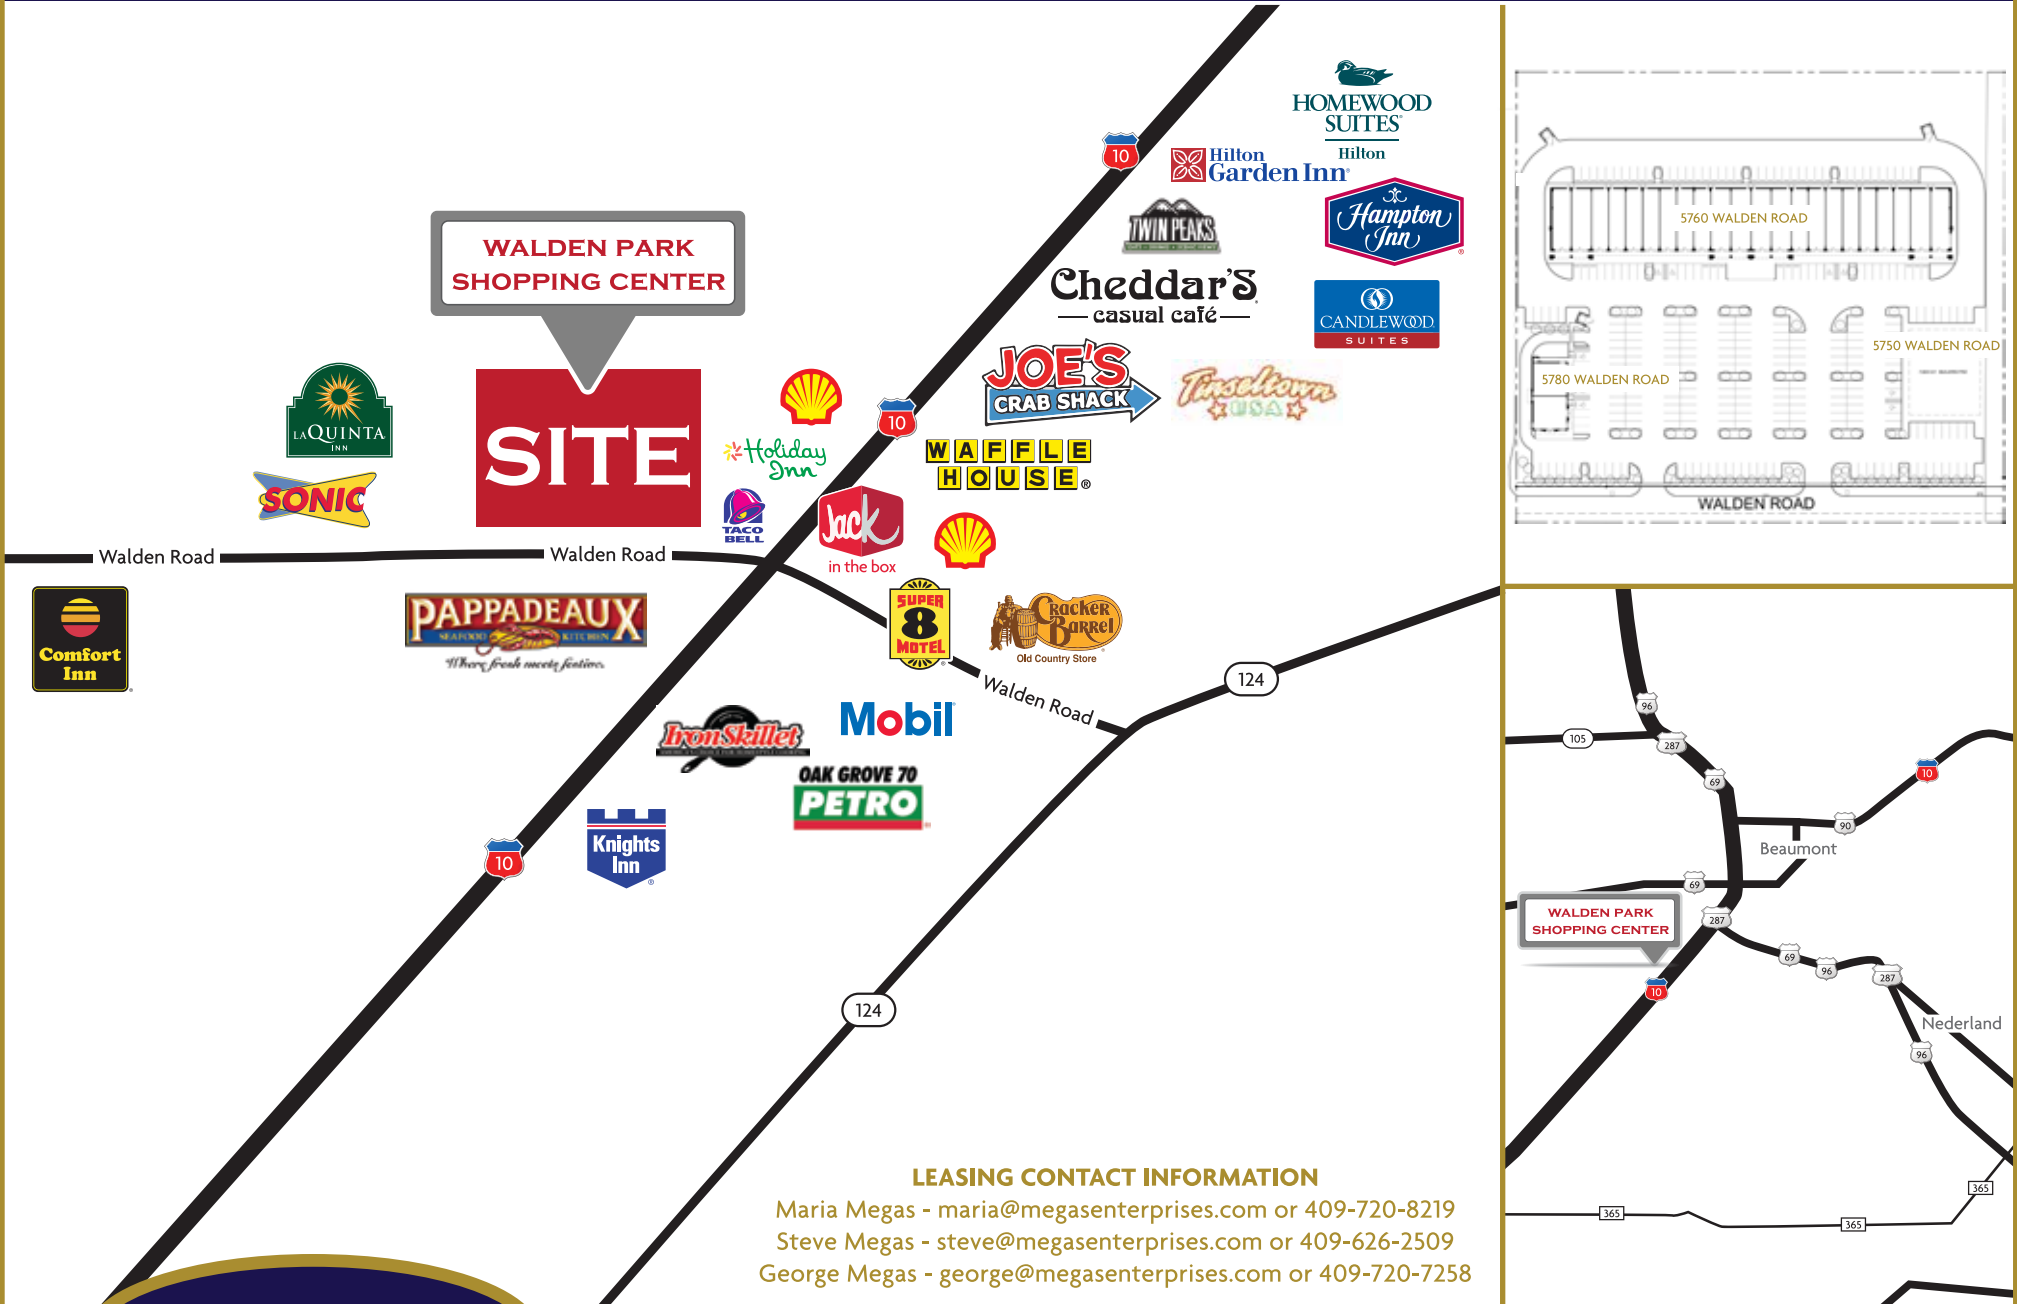 HOMEWOOD
SUITES
Hilton
10
Hilton
Garden Inn
TWIN PEAKS
Hampton
Inn
WALDEN PARK
SHOPPING CENTER
Cheddar's
casual café
CANDLEWOOD
SUITES
JOE'S
CRAB SHACK
Tinseltown
USA
LAQUINTA
INN
SITE
10
Holiday
Inn
WAFFLE
HOUSE®
SONIC
TACO
BELL
Jack
in the box
Walden Road
Walden Road
Comfort
Inn
PAPPADEAUX
SEAFOOD KITCHEN
Where fresh meets festive.
SUPER
8
MOTEL
Cracker
Barrel
Old Country Store
124
Walden Road
Iron Skillet
Mobil
OAK GROVE 70
PETRO
Knights
Inn
10
124
LEASING CONTACT INFORMATION
Maria Megas - maria@megasenterprises.com or 409-720-8219
Steve Megas - steve@megasenterprises.com or 409-626-2509
George Megas - george@megasenterprises.com or 409-720-7258
5760 WALDEN ROAD
5750 WALDEN ROAD
5780 WALDEN ROAD
WALDEN ROAD
96
105
287
69
10
90
Beaumont
69
WALDEN PARK
SHOPPING CENTER
287
69
96
287
10
Nederland
96
365
365
365